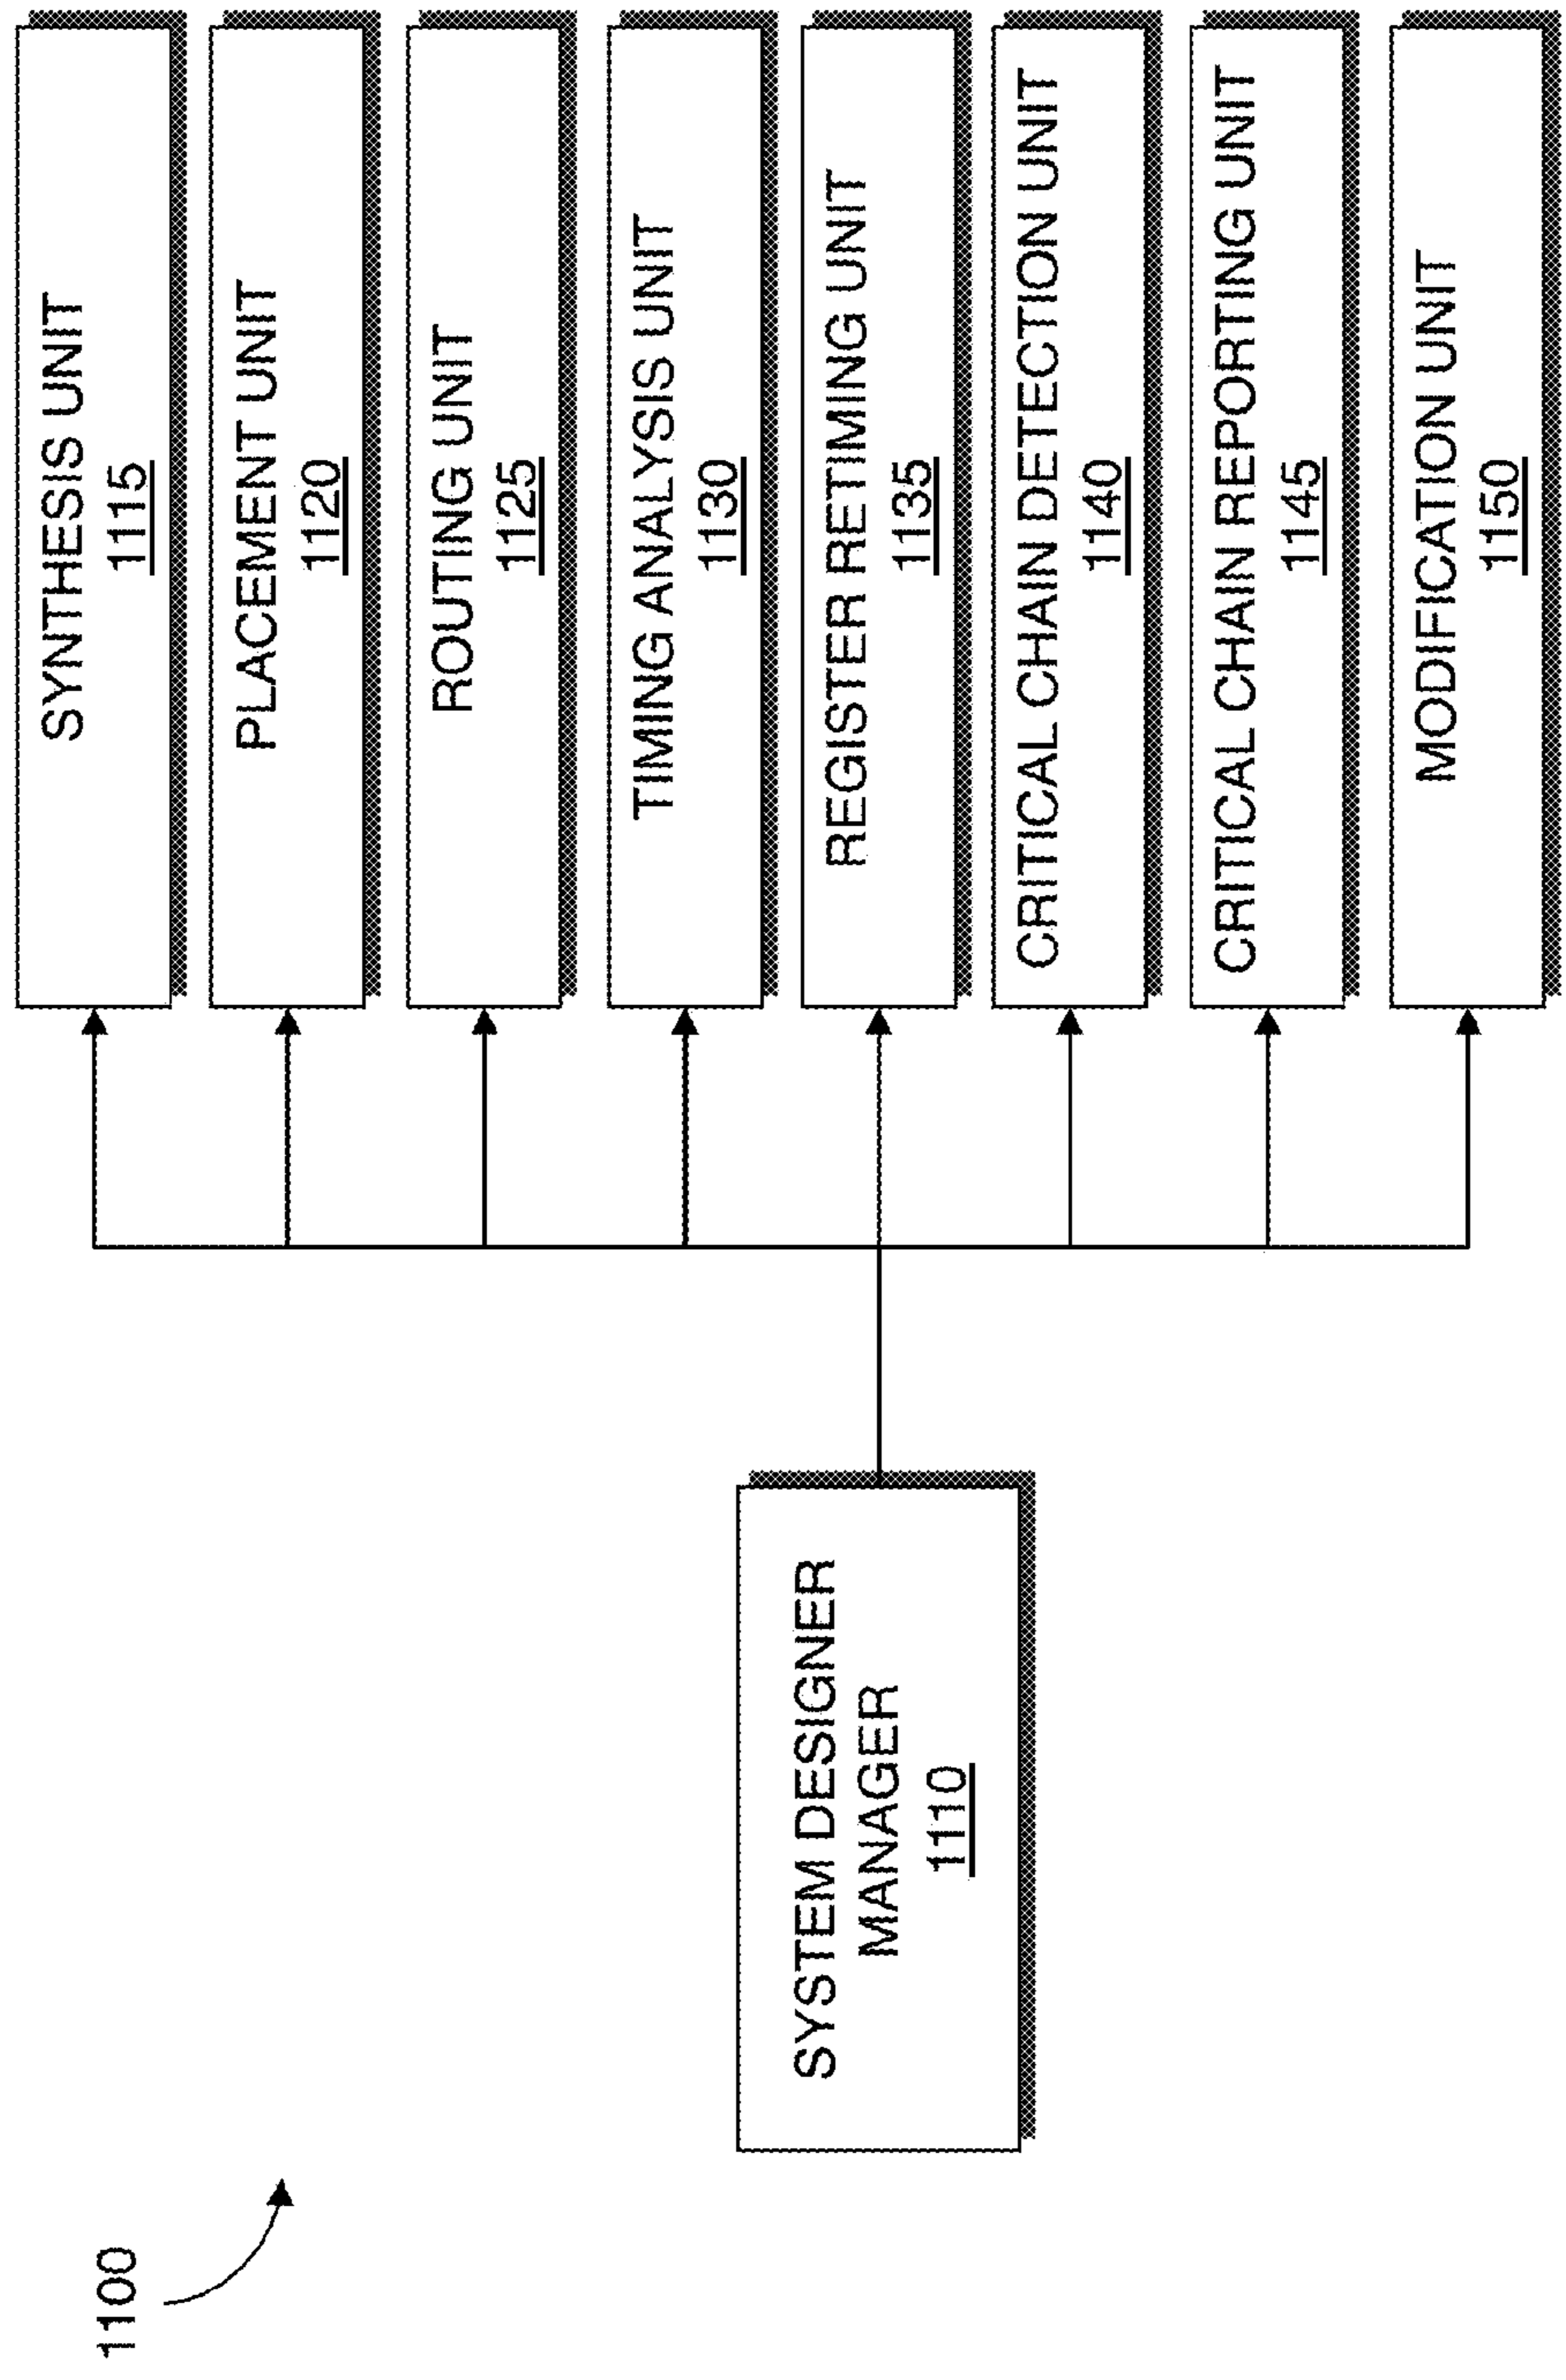 1100
SYSTEM DESIGNER
MANAGER
1110
SYNTHESIS UNIT
1115
PLACEMENT UNIT
1120
ROUTING UNIT
1125
TIMING ANALYSIS UNIT
1130
REGISTER RETIMING UNIT
1135
CRITICAL CHAIN DETECTION UNIT
1140
CRITICAL CHAIN REPORTING UNIT
1145
MODIFICATION UNIT
1150